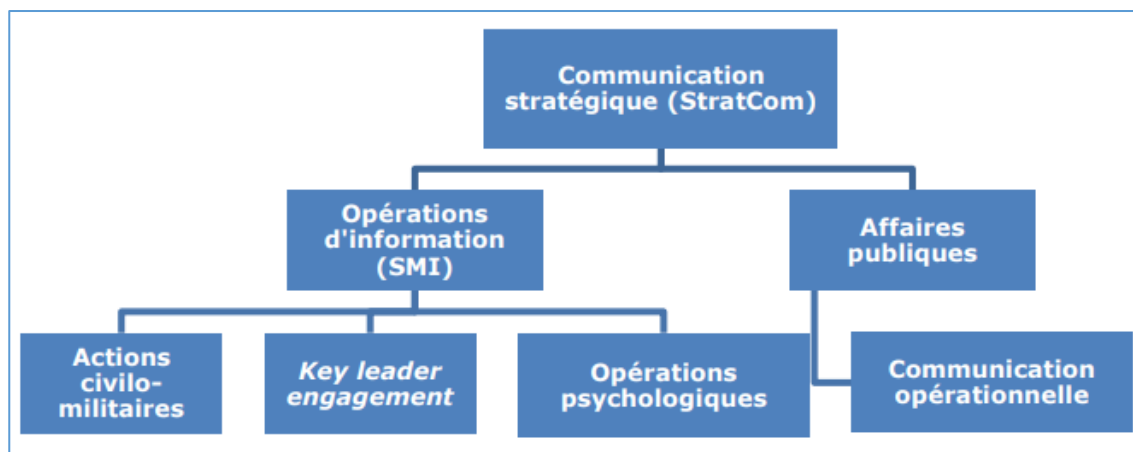 Communication
stratégique (StratCom)
Opérations
d'information
(SMI)
Affaires
publiques
Actions
civilo-
militaires
Key leader
engagement
Opérations
psychologiques
Communication
opérationnelle